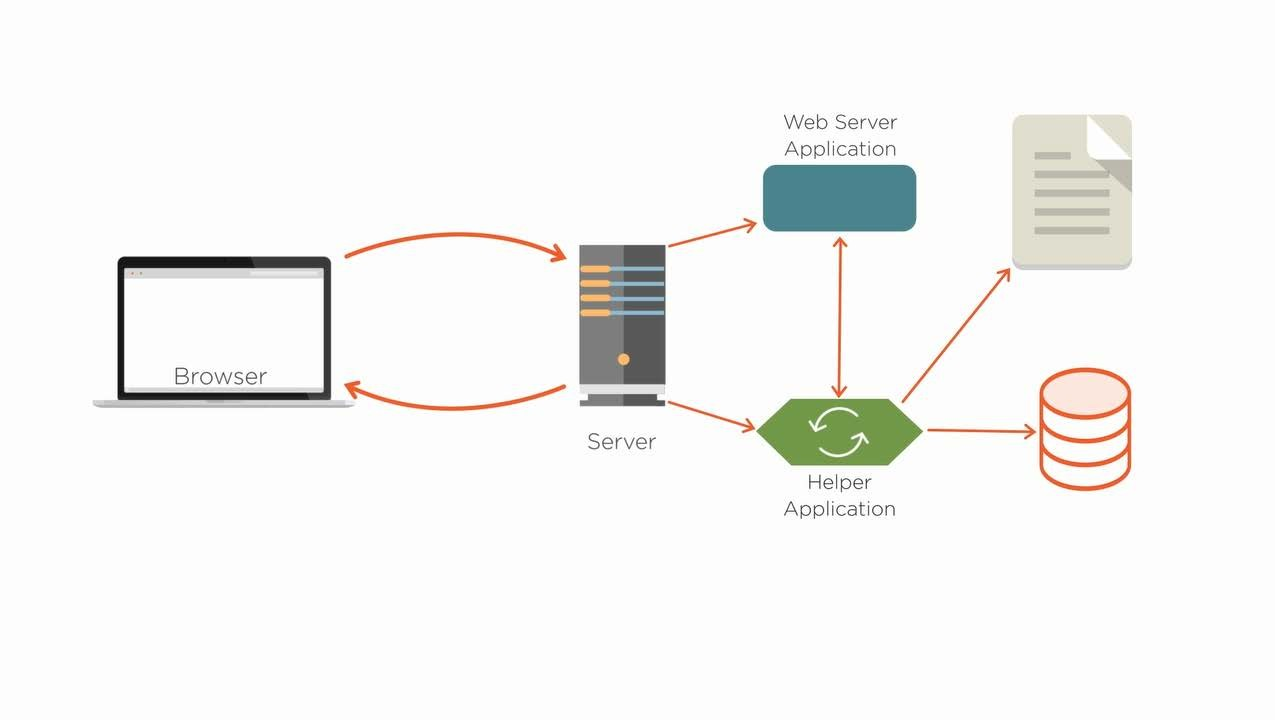 Web Server
Application
Browser
Server
Helper
Application